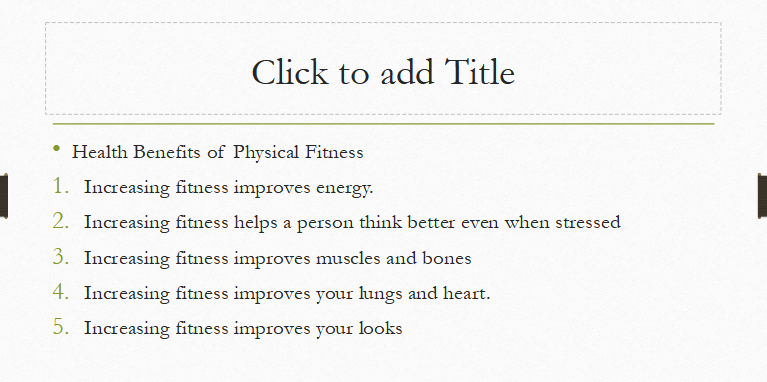 Click to add Title
• Health Benefits of Physical Fitness
1. Increasing fitness improves energy.
2. Increasing fitness helps a person think better even when stressed
3. Increasing fitness improves muscles and bones
4. Increasing fitness improves your lungs and heart.
5. Increasing fitness improves your looks